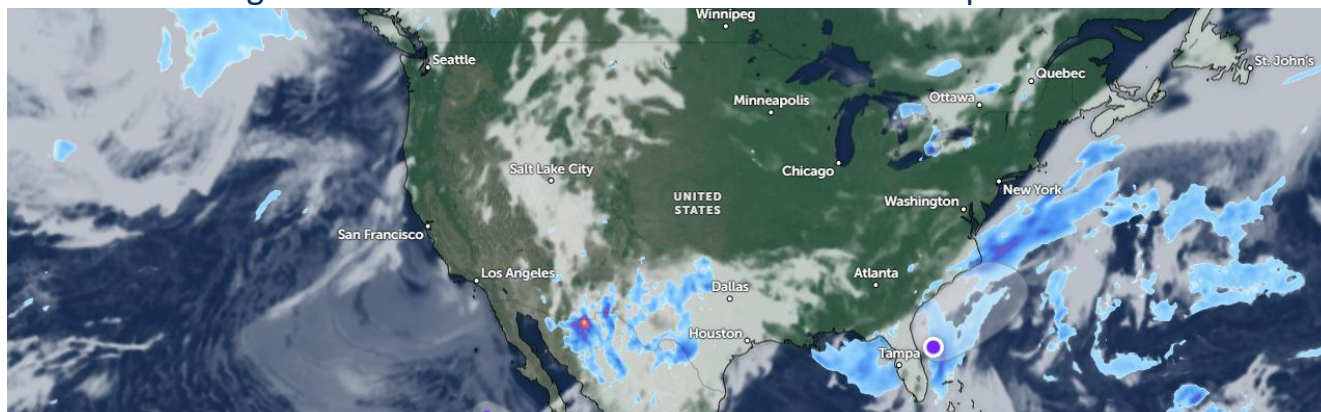 Winnipeg
Seattle
St. John's
Quebec
Minneapolis
Ottawa
Chicago
Salt Lake City
New York
UNITED
STATES
Washington
San Francisco
Los Angeles
Atlanta
Dallas
Houston
Tampa